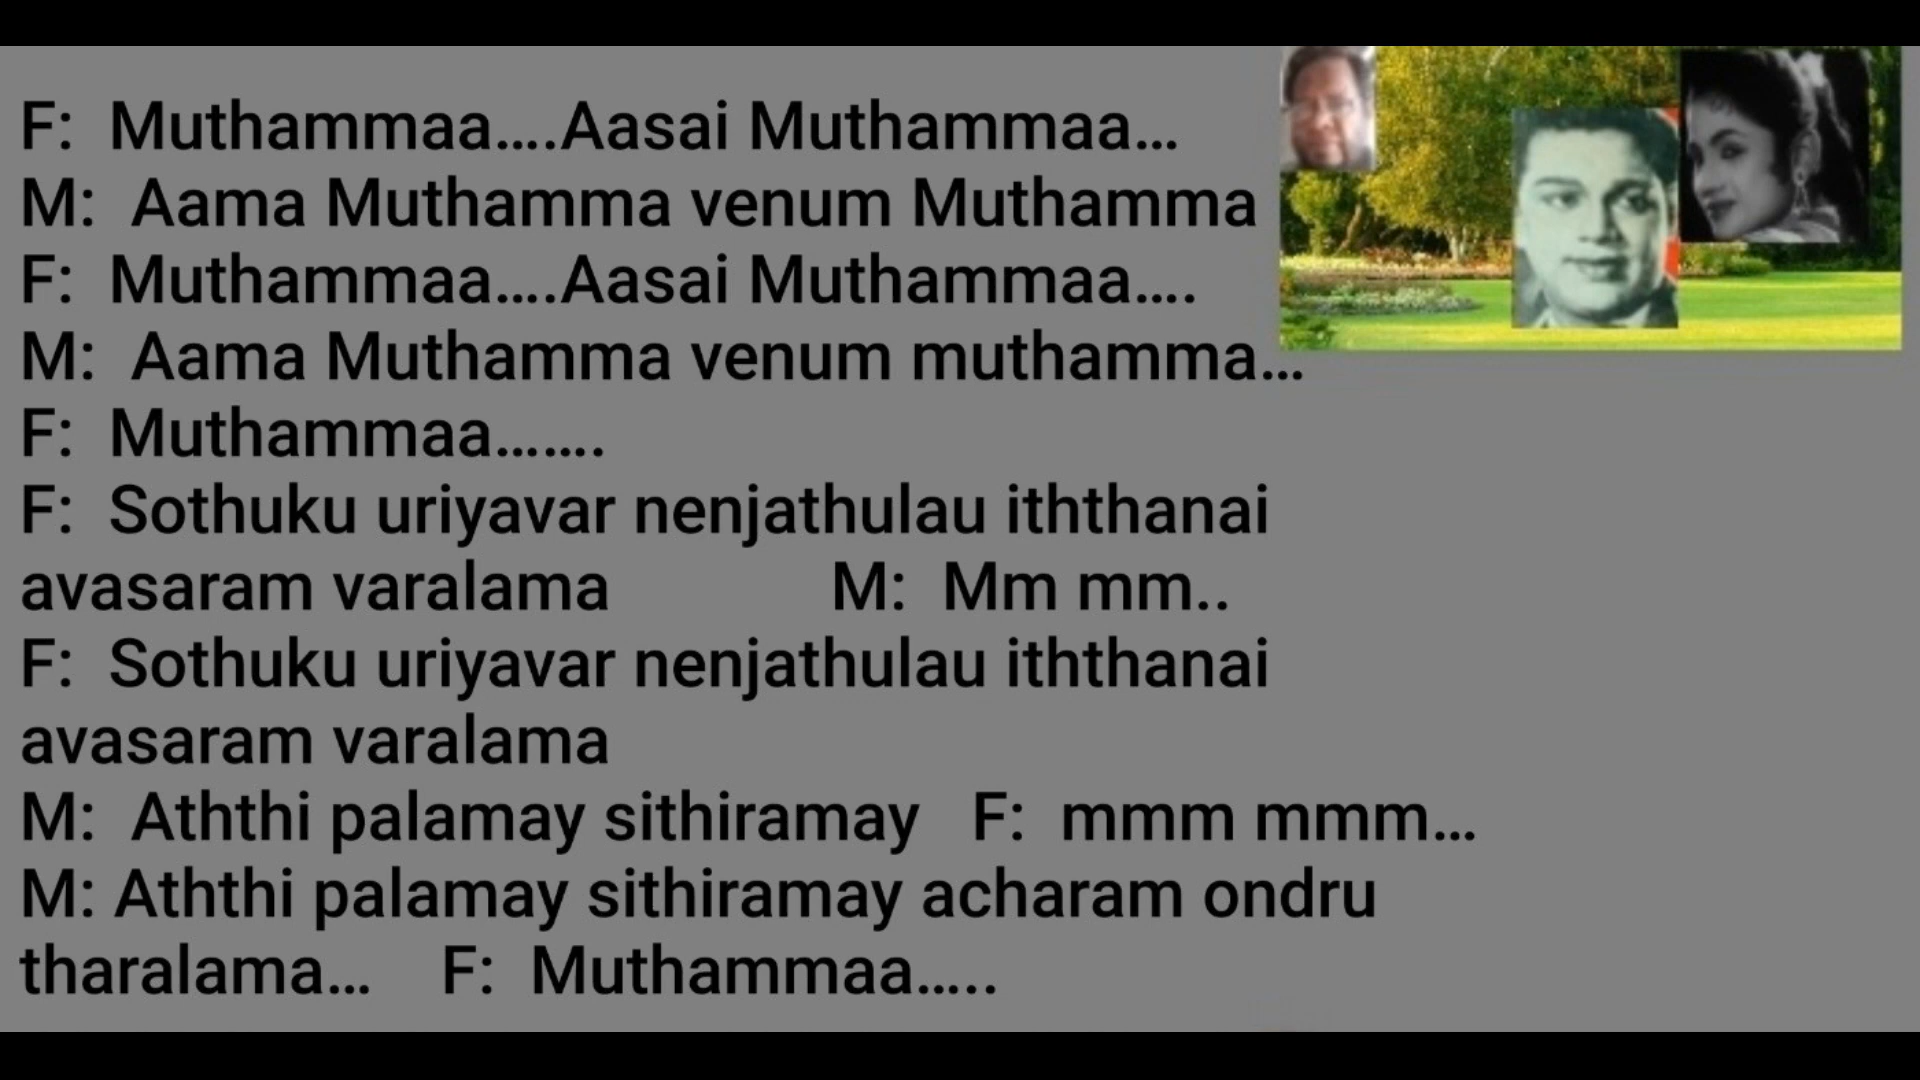 F:  Muthammaa....Aasai Muthammaa...
M:  Aama Muthamma venum Muthamma
F:  Muthammaa....Aasai Muthammaa....
M:  Aama Muthamma venum muthamma...
F:  Muthammaa.......
F:  Sothuku uriyavar nenjathulau iththanai
avasaram varalama    M:  Mm mm..
F:  Sothuku uriyavar nenjathulau iththanai
avasaram varalama
M:  Aththi palamay sithiramay   F:  mmm mmm...
M: Aththi palamay sithiramay acharam ondru
tharalama...    F:  Muthammaa.....